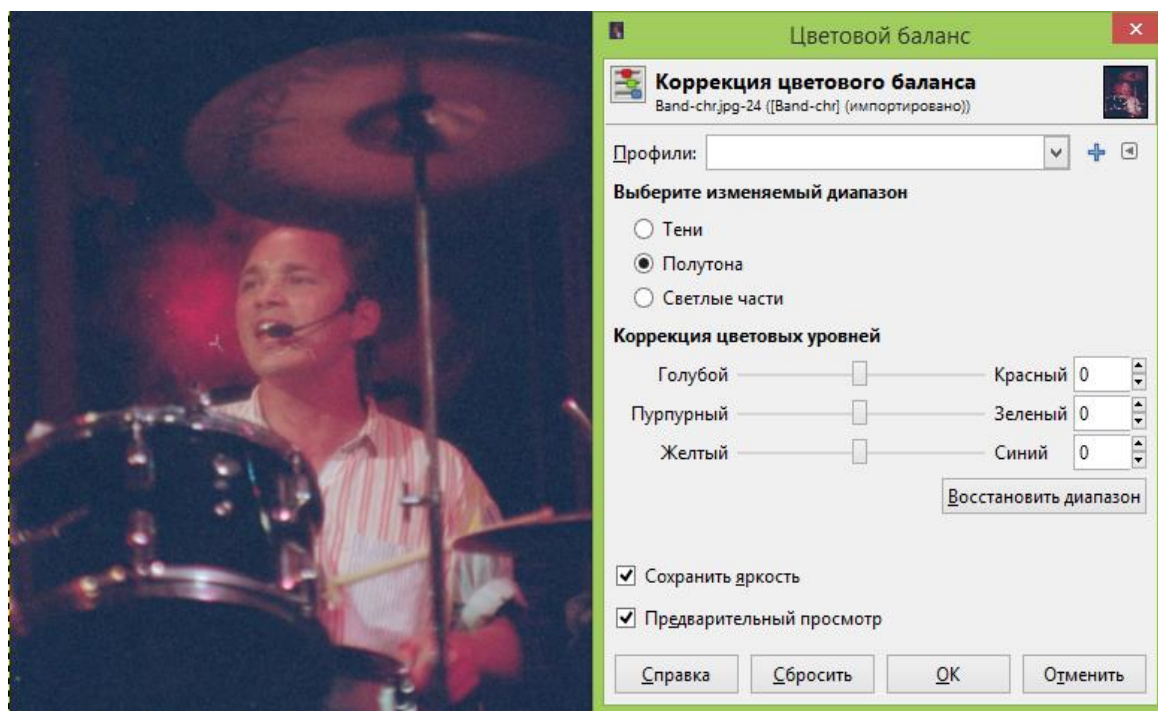 Цветовой баланс
Коррекция цветового баланса
Band-chr.jpg-24 ([Band-chr] (импортировано))
Профили:
Выберите изменяемый диапазон
Тени
Полутона
Светлые части
Коррекция цветовых уровней
Голубой Красный 0
Пурпурный Зеленый 0
Желтый Синий 0
Восстановить диапазон
Сохранить яркость
Предварительный просмотр
Справка Сбросить OK Отменить